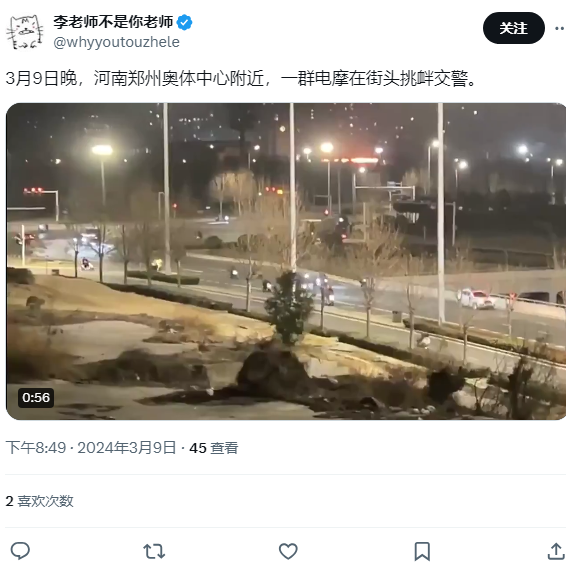 李老师不是你老师
@whyyoutouzhele
关注
3月9日晚，河南郑州奥体中心附近，一群电摩在街头挑衅交警。
0:56
下午8:49 · 2024年3月9日 · 45 查看
2 喜欢次数